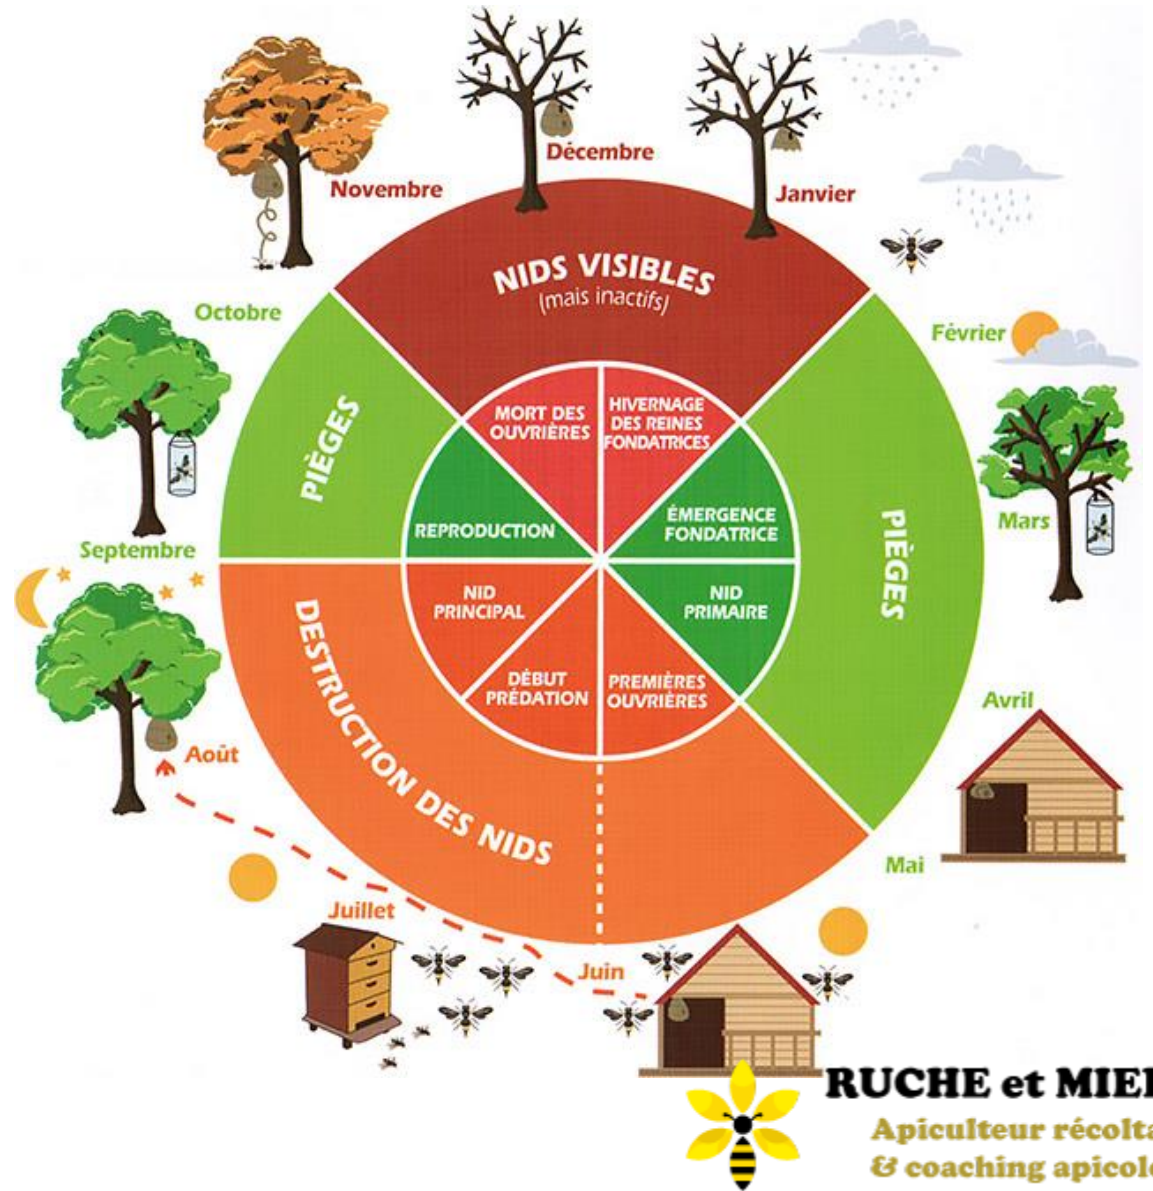 Décembre
Novembre
Janvier
NIDS VISIBLES
(mais inactifs)
Octobre
Février
PIÈGES
MORT DES
OUVRIÈRES
HIVERNAGE
DES REINES
FONDATRICES
REPRODUCTION
ÉMERGENCE
FONDATRICE
PIÈGES
Mars
Septembre
NID
PRINCIPAL
NID
PRIMAIRE
DÉBUT
PRÉDATION
PREMIÈRES
OUVRIÈRES
DESTRUCTION DES NIDS
Avril
Août
Mai
Juillet
Juin
RUCHE et MIE
Apiculteur récolta
& coaching apicole